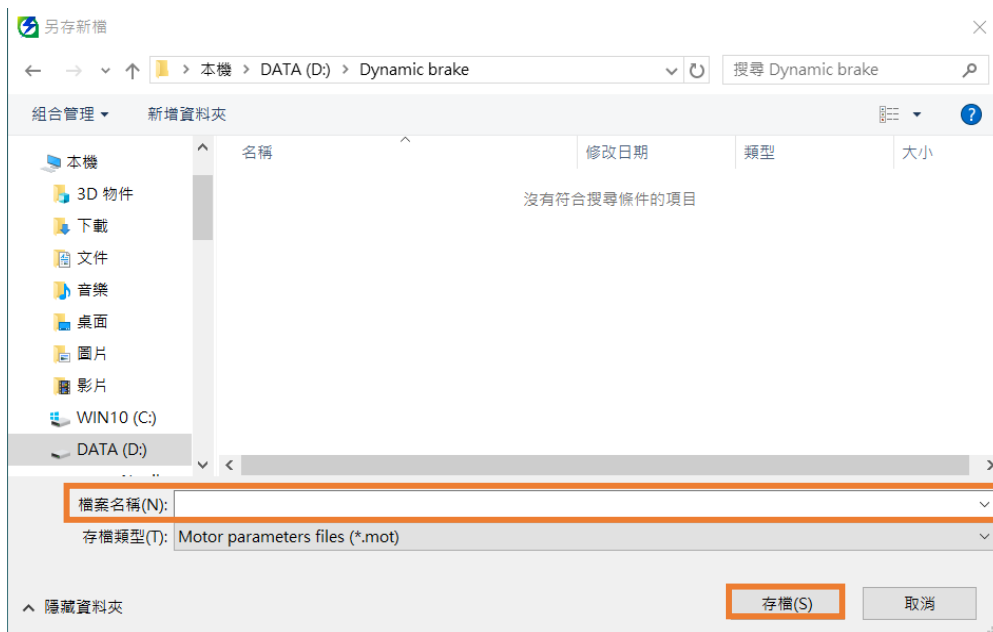 另存新檔
本機 > DATA (D:) > Dynamic brake
搜尋 Dynamic brake
組合管理
新增資料夾
名稱
修改日期
類型
大小
沒有符合搜尋條件的項目
本機
3D 物件
下載
文件
音樂
桌面
圖片
影片
WIN10 (C:)
DATA (D:)
檔案名稱(N):
存檔類型(T): Motor parameters files (*.mot)
隱藏資料夾
存檔(S)
取消